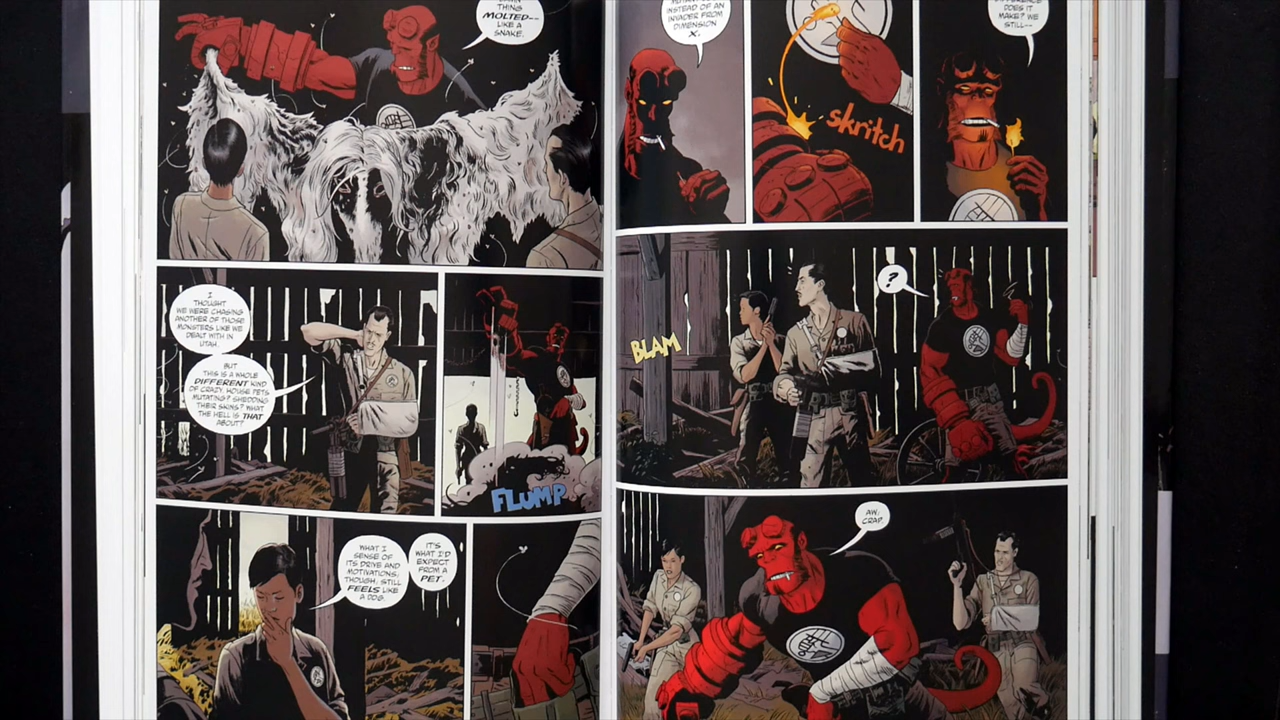 THING
MOLTED--
LIKE A
SNAKE.
I
THOUGHT
WE WERE CHASING
ANOTHER OF THOSE
MONSTERS LIKE WE
DEALT WITH IN
UTAH.
BUT
THIS IS A WHOLE
DIFFERENT KIND
OF CRAZY. HOUSE PETS
MUTATING? SHEDDING
THEIR SKINS? WHAT
THE HELL IS THAT
ABOUT?
FLUMP
WHAT I
SENSE OF
ITS DRIVE AND
MOTIVATIONS,
THOUGH, STILL
FEELS LIKE
A DOG.
IT'S
WHAT I'D
EXPECT
FROM A
PET.
INSTEAD OF AN
INVADER FROM
DIMENSION
X.
skritch
DOES IT
MAKE? WE
STILL--
BLAM
?
AW,
CRAP.